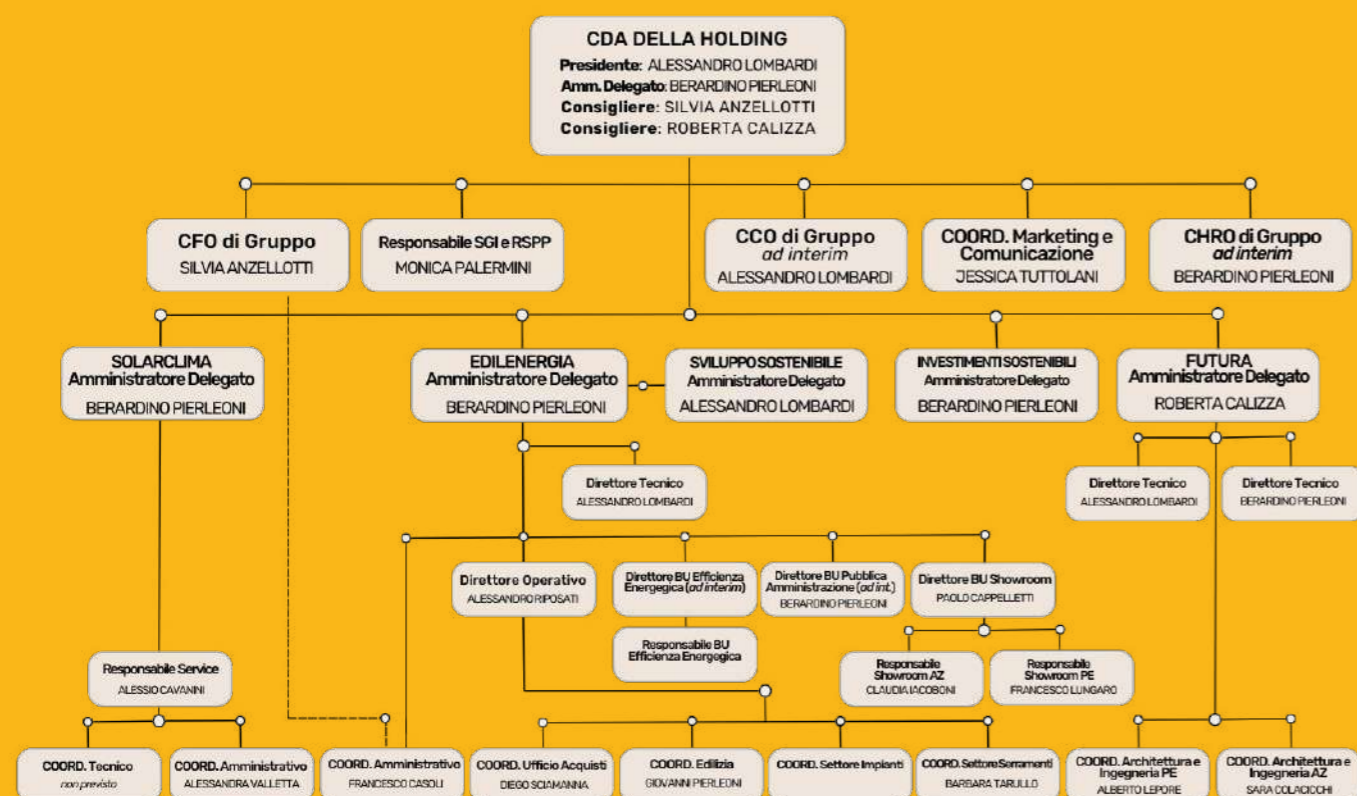 CDA DELLA HOLDING
Presidente: ALESSANDRO LOMBARDI
Amm. Delegato: BERARDINO PIERLEONI
Consigliere: SILVIA ANZELLOTTI
Consigliere: ROBERTA CALIZZA
CFO di Gruppo
SILVIA ANZELLOTTI
Responsabile SGI e RSPP
MONICA PALERMINI
CCO di Gruppo
ad interim
ALESSANDRO LOMBARDI
COORD. Marketing e
Comunicazione
JESSICA TUTTOLANI
CHRO di Gruppo
ad interim
BERARDINO PIERLEONI
SOLARCLIMA
Amministratore Delegato
BERARDINO PIERLEONI
EDILENERGIA
Amministratore Delegato
BERARDINO PIERLEONI
SVILUPPO SOSTENIBILE
Amministratore Delegato
ALESSANDRO LOMBARDI
INVESTIMENTI SOSTENIBILI
Amministratore Delegato
BERARDINO PIERLEONI
FUTURA
Amministratore Delegato
ROBERTA CALIZZA
Direttore Tecnico
ALESSANDRO LOMBARDI
Direttore Tecnico
ALESSANDRO LOMBARDI
Direttore Tecnico
BERARDINO PIERLEONI
Direttore Operativo
ALESSANDRO RIPOSATI
Direttore BU Efficienza
Energegica (ad interim)
Direttore BU Pubblica
Amministrazione (ad int.)
BERARDINO PIERLEONI
Direttore BU Showroom
PAOLO CAPPELLETTI
Responsabile BU
Efficienza Energegica
Responsabile
Showroom AZ
CLAUDIA IACOBONI
Responsabile
Showroom PE
FRANCESCO LUNGARO
Responsabile Service
ALESSIO CAVANINI
COORD. Tecnico
non previsto
COORD. Amministrativo
ALESSANDRA VALLETTA
COORD. Amministrativo
FRANCESCO CASOLI
COORD. Ufficio Acquisti
DIEGO SCIAMANNA
COORD. Edilizia
GIOVANNI PIERLEONI
COORD. Settore Impianti
COORD. Settore Serramenti
BARBARA TARULLO
COORD. Architettura e
Ingegneria PE
ALBERTO LEPORE
COORD. Architettura e
Ingegneria AZ
SARA COLACICCHI